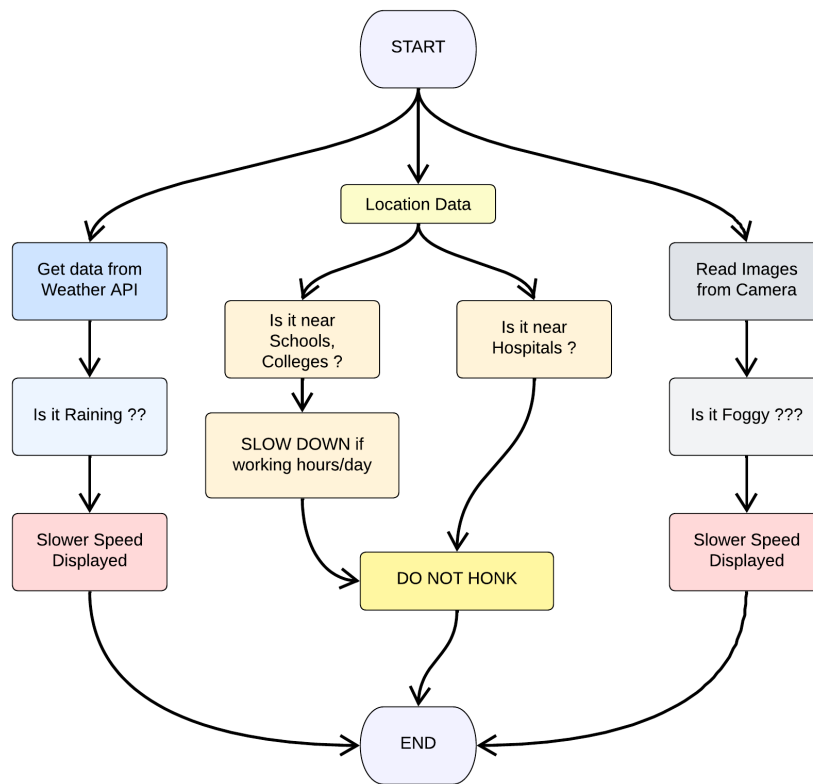 START
Location Data
Get data from
Weather API
Read Images
from Camera
Is it near
Schools,
Colleges ?
Is it near
Hospitals ?
Is it Raining ??
Is it Foggy ???
SLOW DOWN if
working hours/day
Slower Speed
Displayed
Slower Speed
Displayed
DO NOT HONK
END